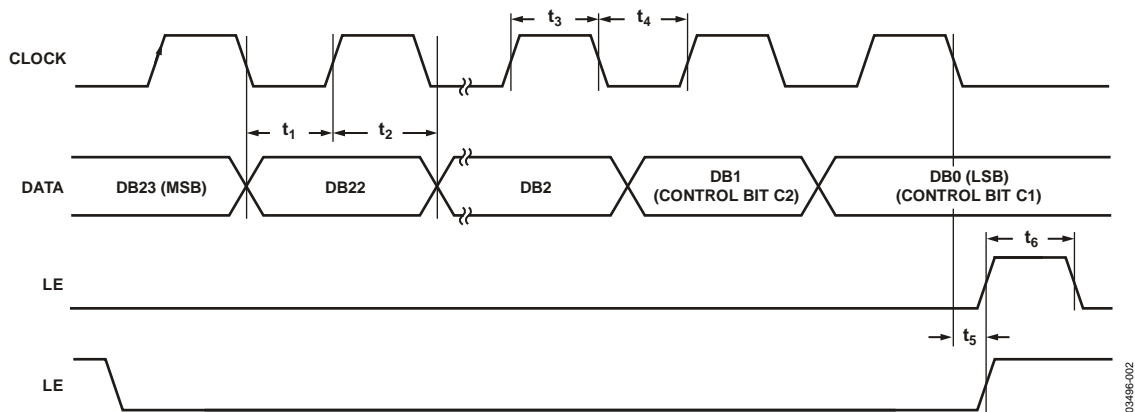 t3
t4
CLOCK
t1
t2
DATA
DB23 (MSB)
DB22
DB2
DB1
(CONTROL BIT C2)
DB0 (LSB)
(CONTROL BIT C1)
t6
LE
t5
LE
03496-002